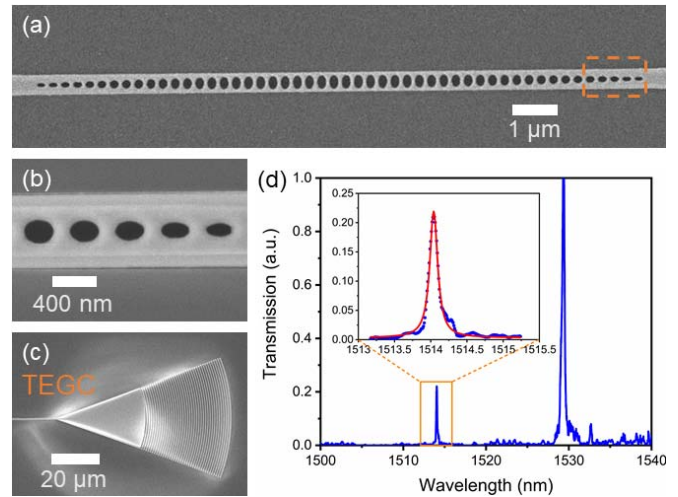 (a)
1 μm
(b)
400 nm
(c)
TEGC
20 μm
(d)
1.0
0.8
0.6
0.4
0.2
0.0
Transmission (a.u.)
1500
1510
1520
1530
1540
Wavelength (nm)
0.25
0.20
0.15
0.10
0.05
0.00
1513
1513.5
1514
1514.5
1515
1515.5